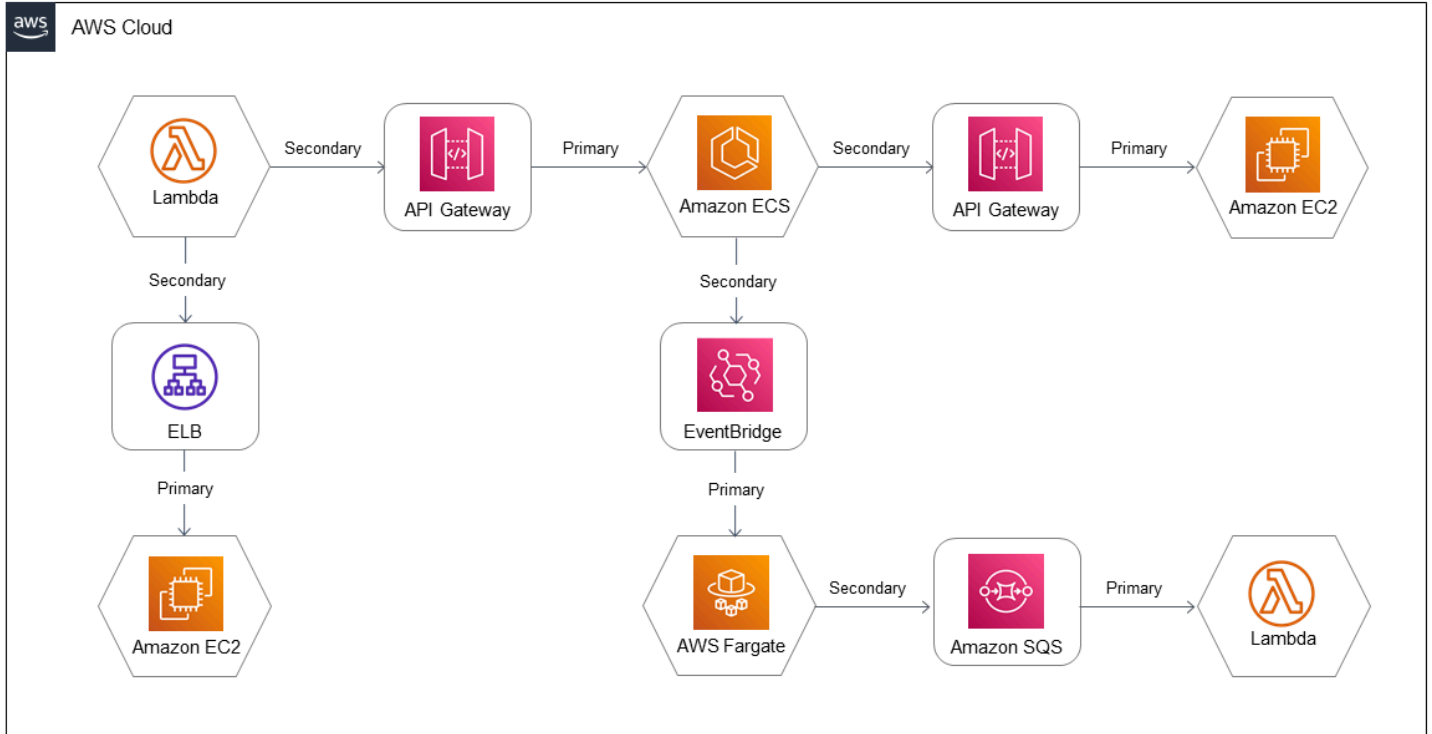 aws
AWS Cloud
Secondary
Primary
Secondary
Primary
Lambda
API Gateway
Amazon ECS
API Gateway
Amazon EC2
Secondary
Secondary
ELB
EventBridge
Primary
Primary
Secondary
Primary
Amazon EC2
AWS Fargate
Amazon SQS
Lambda